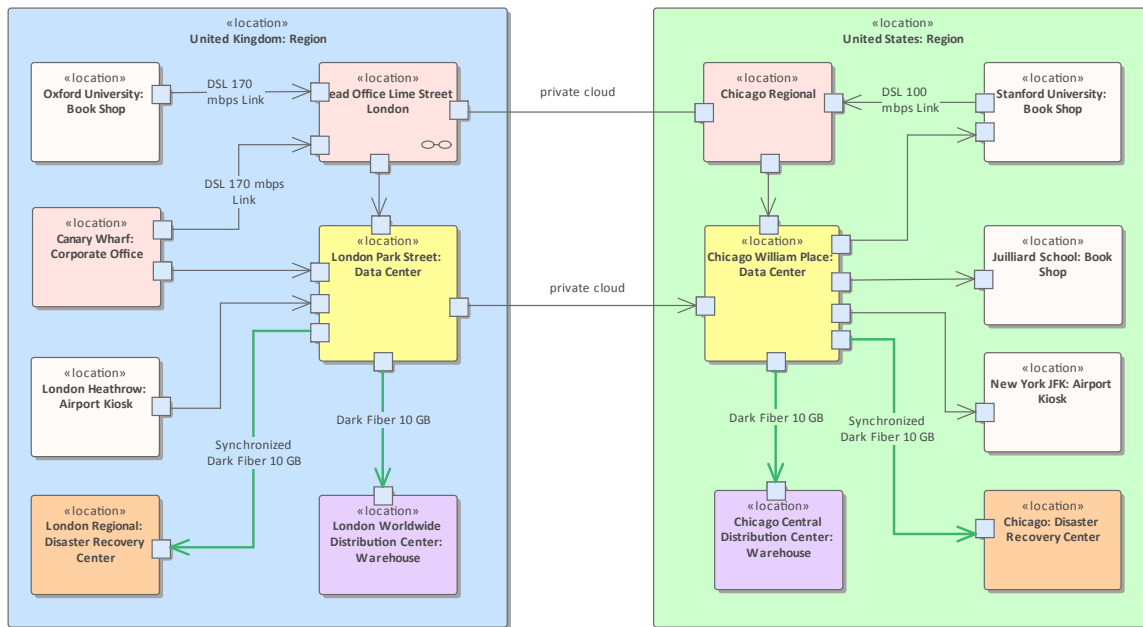 «location»
United Kingdom: Region
«location»
Oxford University:
Book Shop
DSL 170
mbps Link
«location»
ead Office Lime Street
London
DSL 170 mbps
Link
«location»
Canary Wharf:
Corporate Office
«location»
London Park Street:
Data Center
«location»
London Heathrow:
Airport Kiosk
Synchronized
Dark Fiber 10 GB
Dark Fiber 10 GB
«location»
London Regional:
Disaster Recovery
Center
«location»
London Worldwide
Distribution Center:
Warehouse
private cloud
private cloud
«location»
United States: Region
«location»
Chicago Regional
DSL 100
mbps Link
«location»
Stanford University:
Book Shop
«location»
Chicago William Place:
Data Center
«location»
Juilliard School: Book
Shop
«location»
New York JFK: Airport
Kiosk
Dark Fiber 10 GB
Synchronized
Dark Fiber 10 GB
«location»
Chicago Central
Distribution Center:
Warehouse
«location»
Chicago: Disaster
Recovery Center